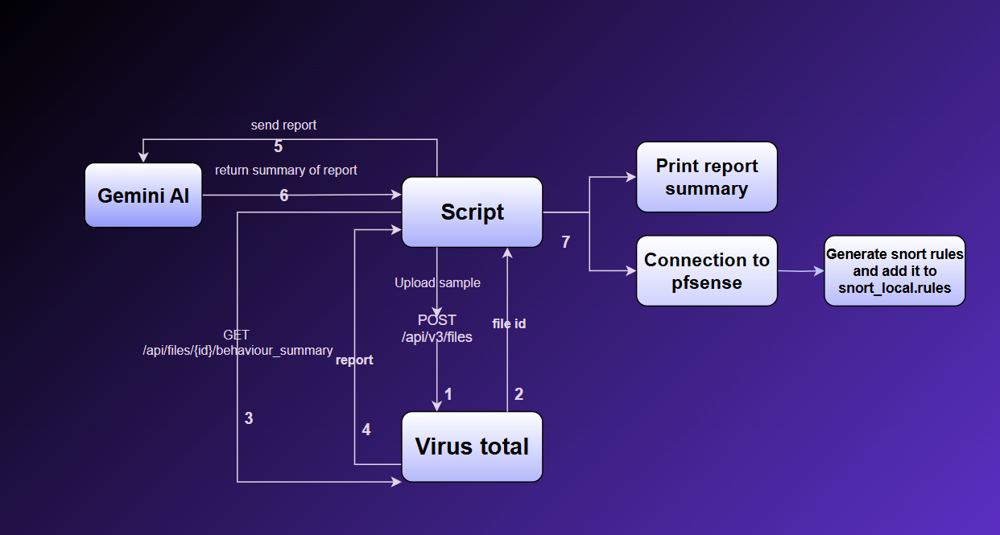 send report
5
Gemini AI
return summary of report
6
Script
Print report
summary
7
Connection to
pfsense
Generate snort rules
and add it to
snort_local.rules
Upload sample
POST
/api/v3/files
file id
GET
/api/files/{id}/behaviour_summary
report
1
2
3
4
Virus total